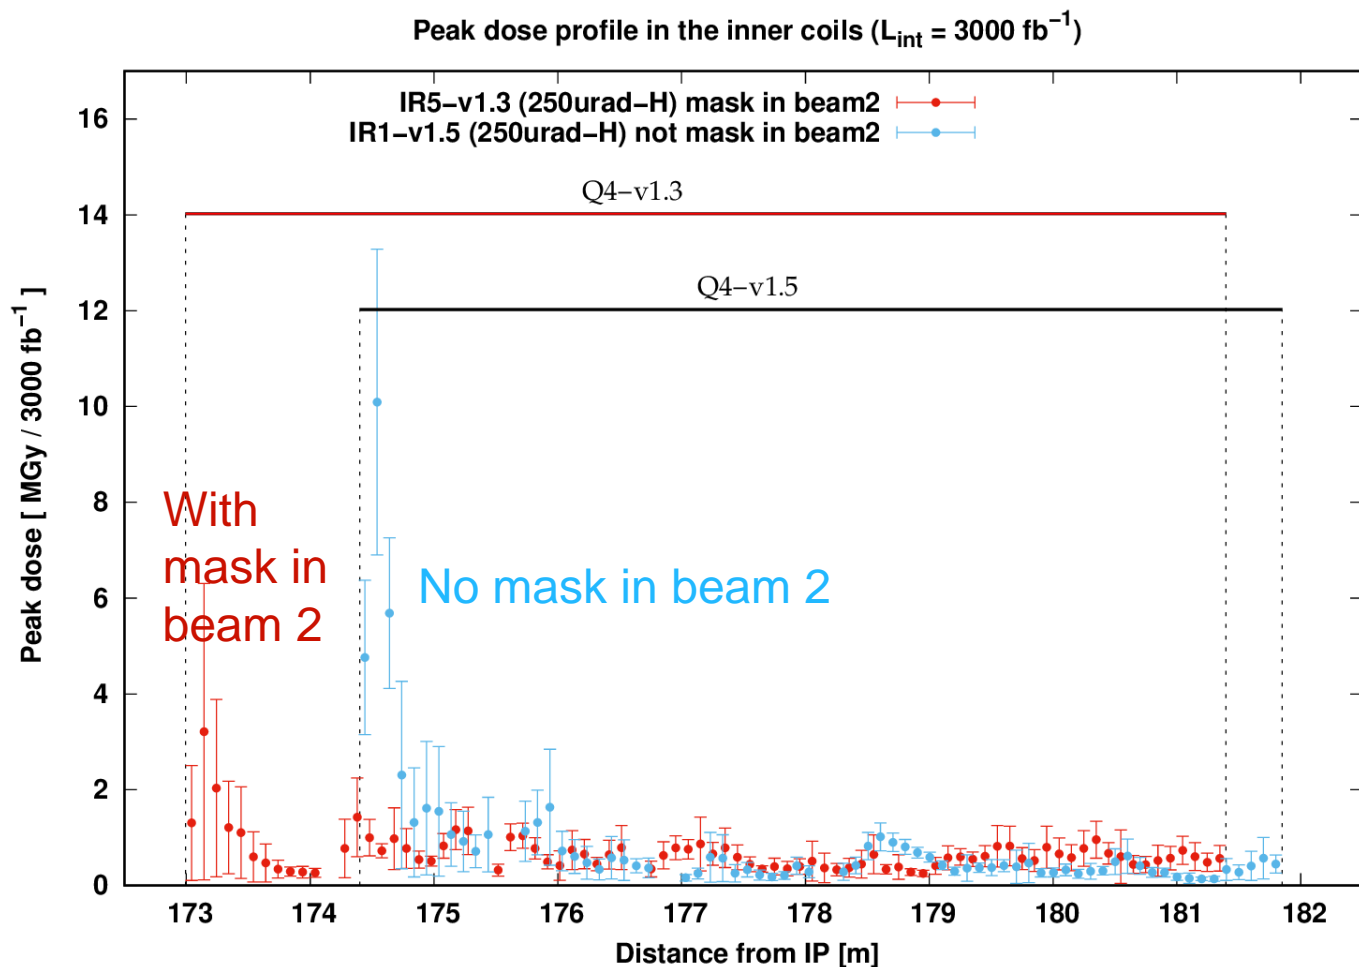 Peak dose profile in the inner coils (L_int = 3000 fb⁻¹)
IR5−v1.3 (250urad−H) mask in beam2
IR1−v1.5 (250urad−H) not mask in beam2
Q4−v1.3
Q4−v1.5
With
mask in
beam 2
No mask in beam 2
Peak dose [ MGy / 3000 fb⁻¹ ]
16
14
12
10
8
6
4
2
0
173 174 175 176 177 178 179 180 181 182
Distance from IP [m]